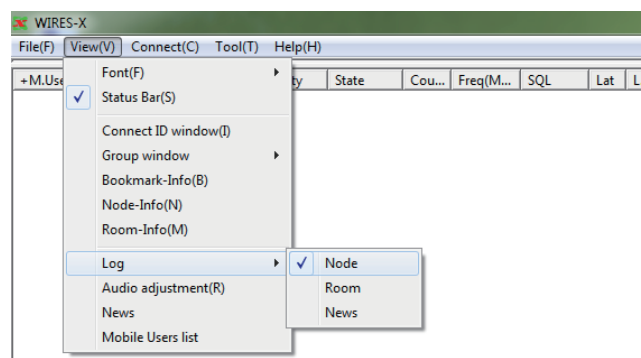 WIRES-X
File(F) View(V) Connect(C) Tool(T) Help(H)
+M.Use ty State Cou... Freq(M... SQL Lat L
Font(F)
Status Bar(S)
Connect ID window(I)
Group window
Bookmark-Info(B)
Node-Info(N)
Room-Info(M)
Log Node
Audio adjustment(R) Room
News News
Mobile Users list